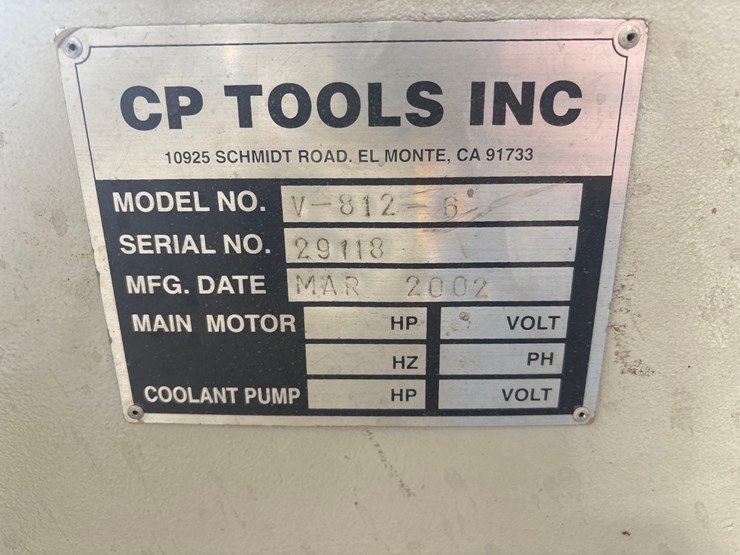 CP TOOLS INC
10925 SCHMIDT ROAD. EL MONTE, CA 91733
MODEL NO. V-812-6
SERIAL NO. 29118
MFG. DATE MAR 2002
MAIN MOTOR HP VOLT
HZ PH
COOLANT PUMP HP VOLT